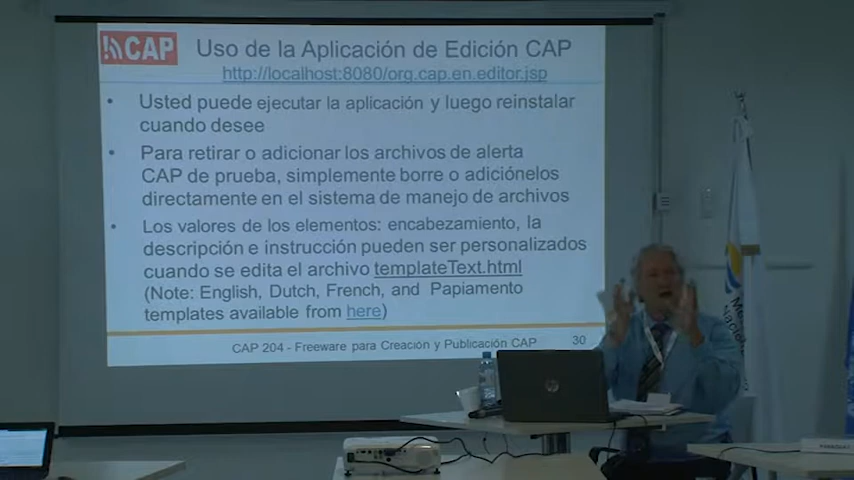 CAP
Uso de la Aplicación de Edición CAP
http://localhost:8080/org.cap.en.editor.jsp
• Usted puede ejecutar la aplicación y luego reinstalar
cuando desee
• Para retirar o adicionar los archivos de alerta
CAP de prueba, simplemente borre o adiciónelos
directamente en el sistema de manejo de archivos.
• Los valores de los elementos: encabezamiento, la
descripción e instrucción pueden ser personalizados
cuando se edita el archivo templateText.html
(Note: English, Dutch, French, and Papiamento
templates available from here)
CAP 204 - Freeware para Creación y Publicación CAP
30